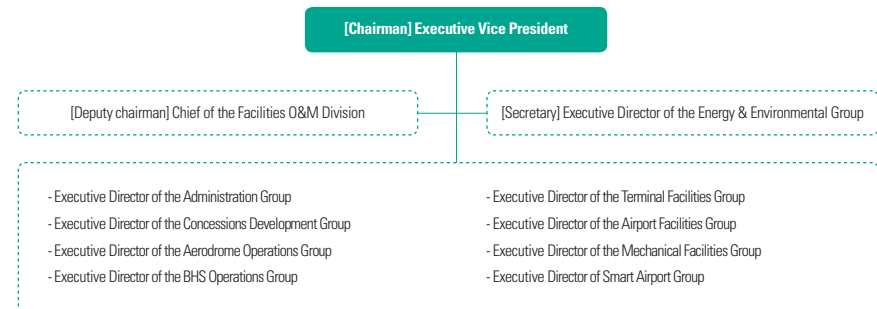 [Chairman] Executive Vice President
[Deputy chairman] Chief of the Facilities O&M Division
[Secretary] Executive Director of the Energy & Environmental Group
- Executive Director of the Administration Group
- Executive Director of the Concessions Development Group
- Executive Director of the Aerodrome Operations Group
- Executive Director of the BHS Operations Group
- Executive Director of the Terminal Facilities Group
- Executive Director of the Airport Facilities Group
- Executive Director of the Mechanical Facilities Group
- Executive Director of Smart Airport Group